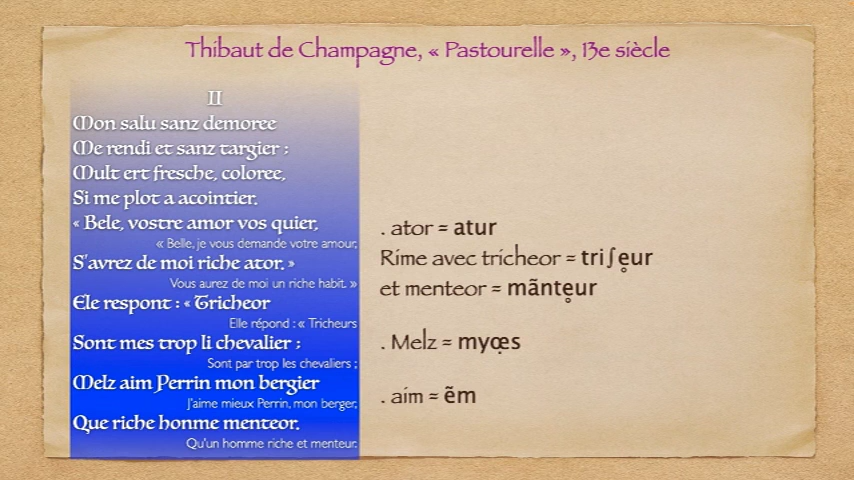 Thibaut de Champagne, « Pastourelle », 13e siècle
II
Mon salu sanz demoree
Me rendi et sanz targier ;
Mult ert fresche, coloree,
Si me plot a acointier.
« Bele, vostre amor vos quier,
« Belle, je vous demande votre amour,
S'avrez de moi riche ator. »
Vous aurez de moi un riche habit. »
Ele respont : « Tricheor
Elle répond : « Tricheurs
Sont mes trop li chevalier ;
Sont par trop les chevaliers ;
Melz aim Perrin mon bergier
J'aime mieux Perrin, mon berger,
Que riche honme menteor.
Qu'un homme riche et menteur.
. ator = atur
Rime avec tricheor = triʃe̥ur
et menteor = mãnte̥ur
. Melz = myœ̣s
. aim = ẽm